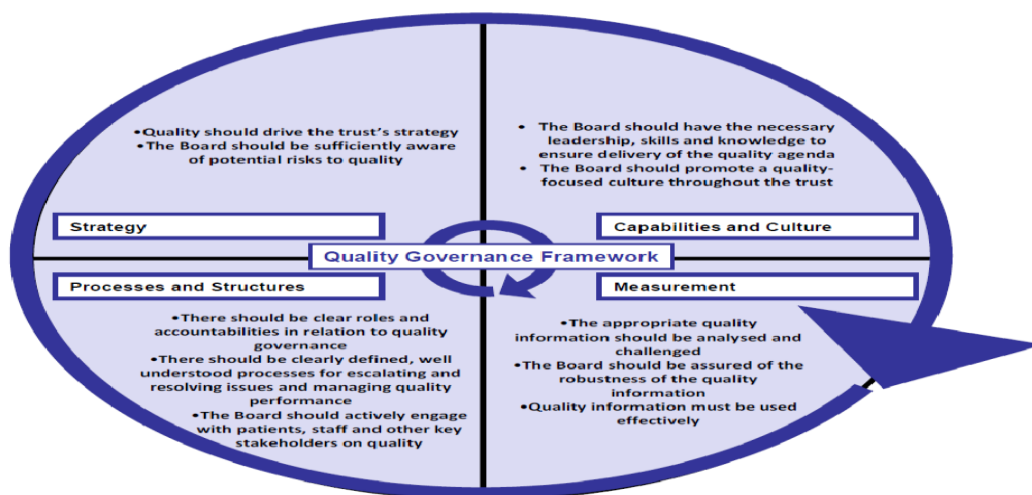 •Quality should drive the trust's strategy
•The Board should be sufficiently aware
of potential risks to quality
Strategy
• The Board should have the necessary
leadership, skills and knowledge to
ensure delivery of the quality agenda
• The Board should promote a quality-
focused culture throughout the trust
Capabilities and Culture
Quality Governance Framework
Processes and Structures
•There should be clear roles and
accountabilities in relation to quality
governance
•There should be clearly defined, well
understood processes for escalating and
resolving issues and managing quality
performance
•The Board should actively engage
with patients, staff and other key
stakeholders on quality
Measurement
•The appropriate quality
information should be analysed and
challenged
•The Board should be assured of the
robustness of the quality
information
•Quality information must be used
effectively